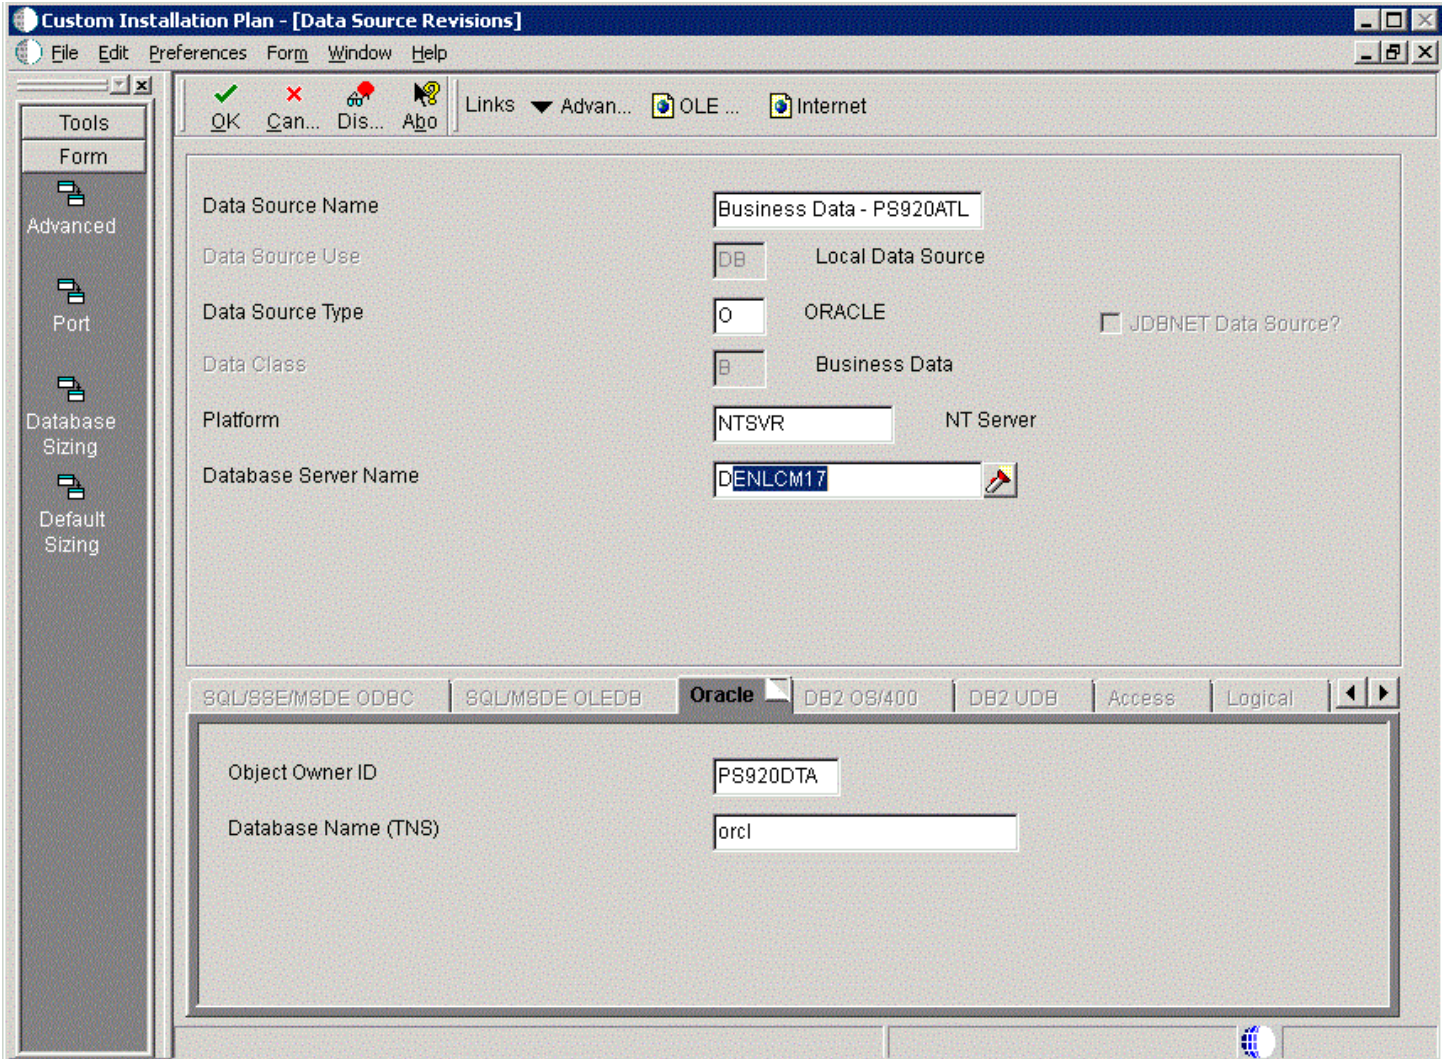 Custom Installation Plan - [Data Source Revisions]
File Edit Preferences Form Window Help
Tools
Form
Advanced
Port
Database
Sizing
Default
Sizing
OK Can... Dis... Abo Links Advan... OLE ... Internet
Data Source Name Business Data - PS920ATL
Data Source Use DB Local Data Source
Data Source Type O ORACLE JDBNET Data Source?
Data Class B Business Data
Platform NTSVR NT Server
Database Server Name DENLCM17
SQL/SSE/MSDE ODBC SQL/MSDE OLEDB Oracle DB2 OS/400 DB2 UDB Access Logical
Object Owner ID PS920DTA
Database Name (TNS) orcl